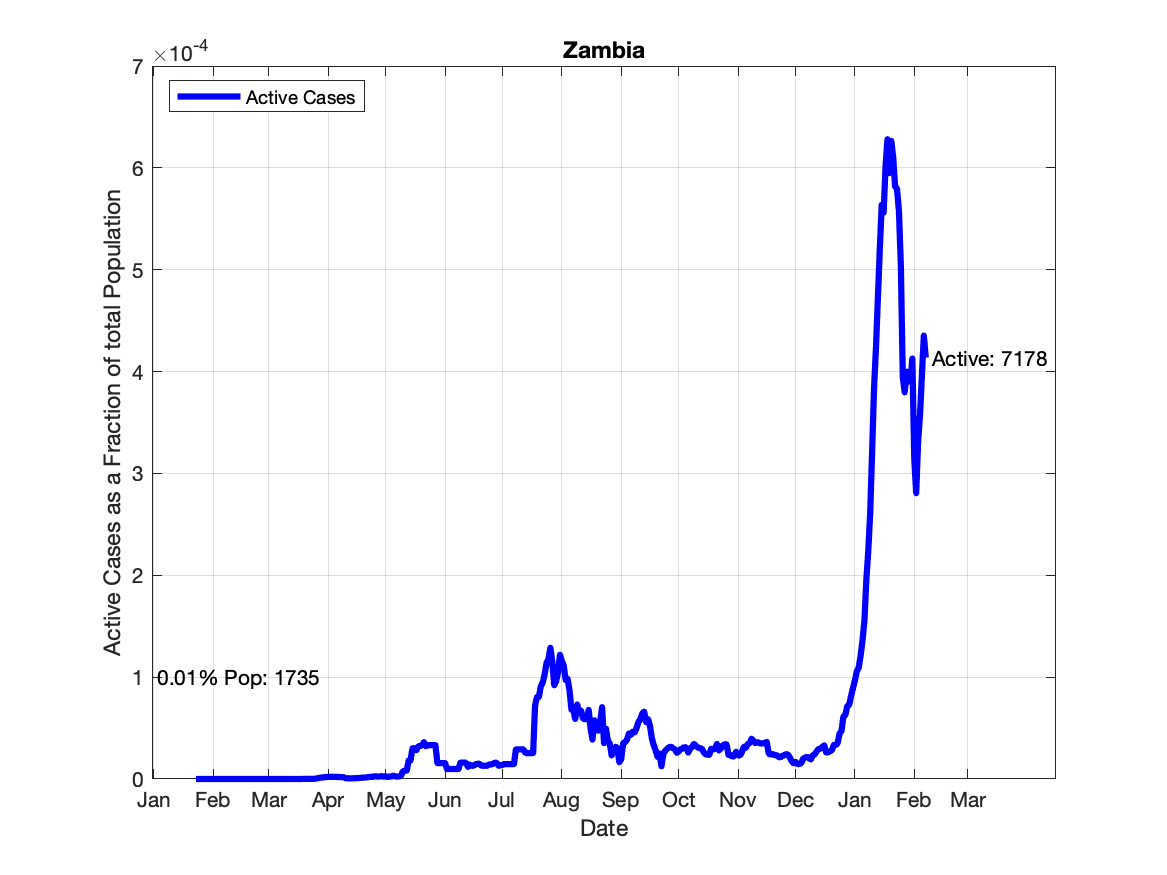 Zambia
×10-4
Active Cases
7
6
5
4
3
2
1
0
Active Cases as a Fraction of total Population
Active: 7178
0.01% Pop: 1735
Jan Feb Mar Apr May Jun Jul Aug Sep Oct Nov Dec Jan Feb Mar
Date